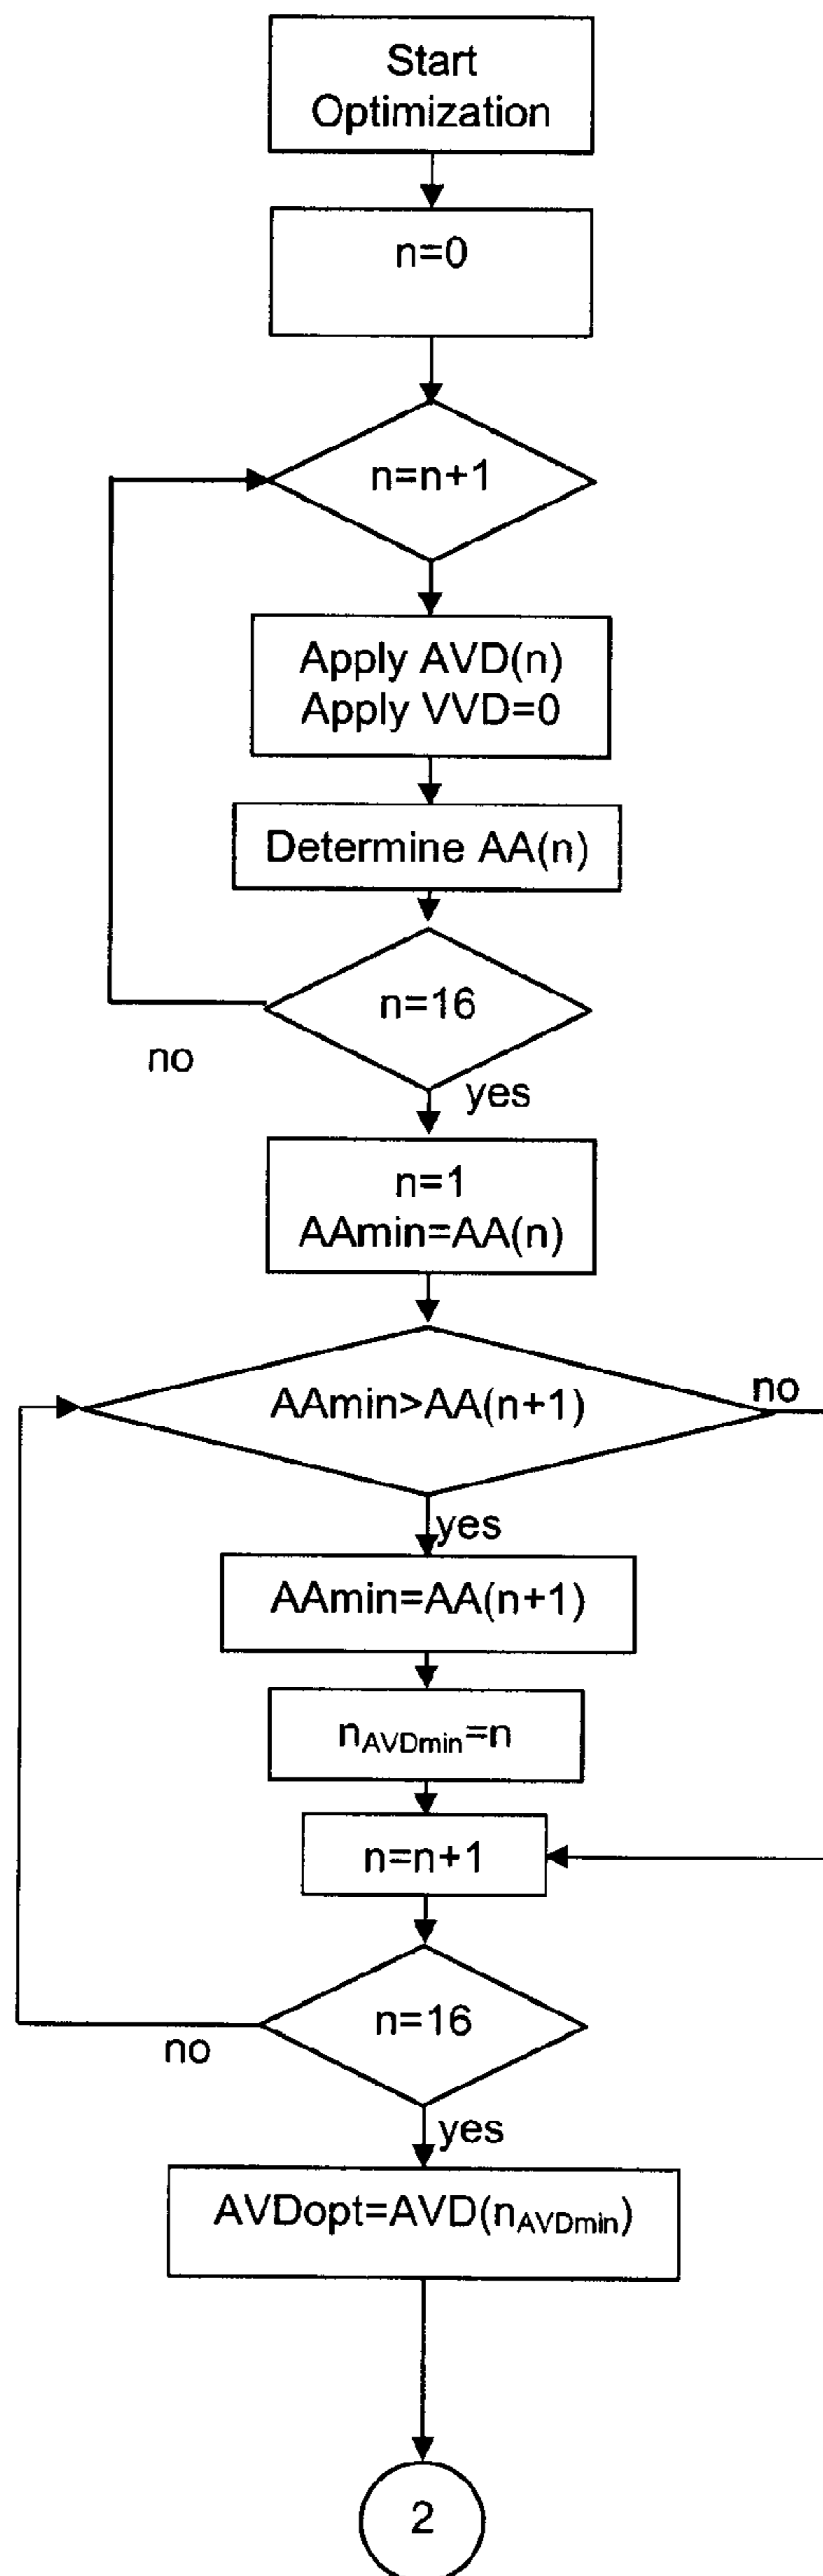 Start
Optimization
n=0
n=n+1
Apply AVD(n)
Apply VVD=0
Determine AA(n)
n=16
no
yes
n=1
AAmin=AA(n)
AAmin>AA(n+1)
no
yes
AAmin=AA(n+1)
nAVDmin=n
n=n+1
n=16
no
yes
AVDopt=AVD(nAVDmin)
2